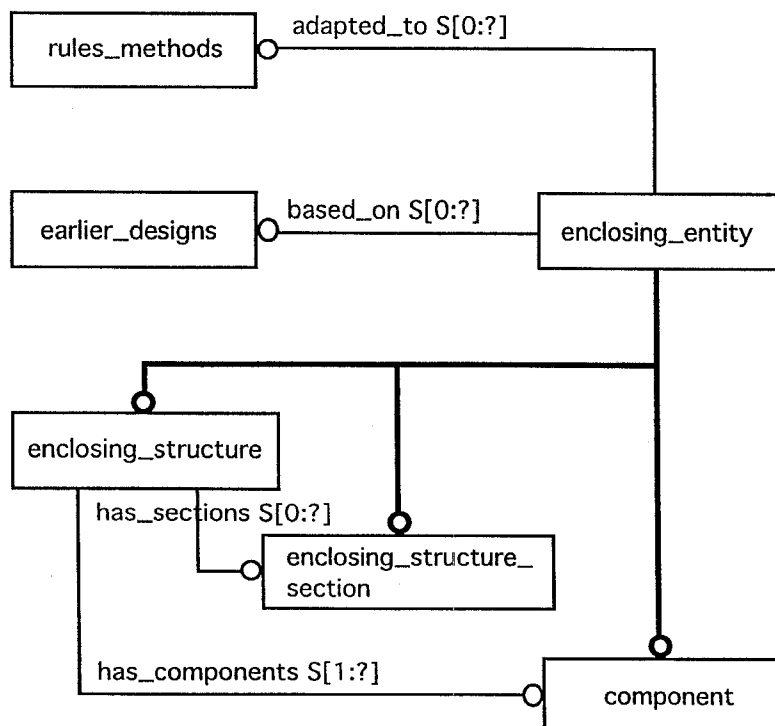 adapted_to S[0:?]
rules_methods
based_on S[0:?]
earlier_designs
enclosing_entity
enclosing_structure
has_sections S[0:?]
enclosing_structure_
section
has_components S[1:?]
component